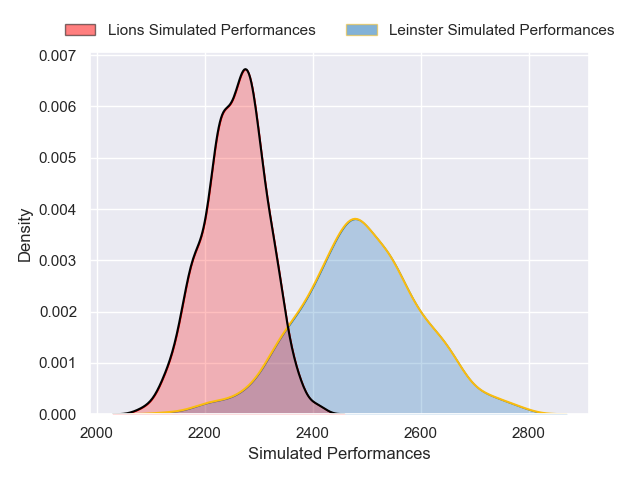 Lions Simulated Performances Leinster Simulated Performances
0.007
0.006
0.005
0.004
0.003
0.002
0.001
0.000
Density
2000 2200 2400 2600 2800
Simulated Performances